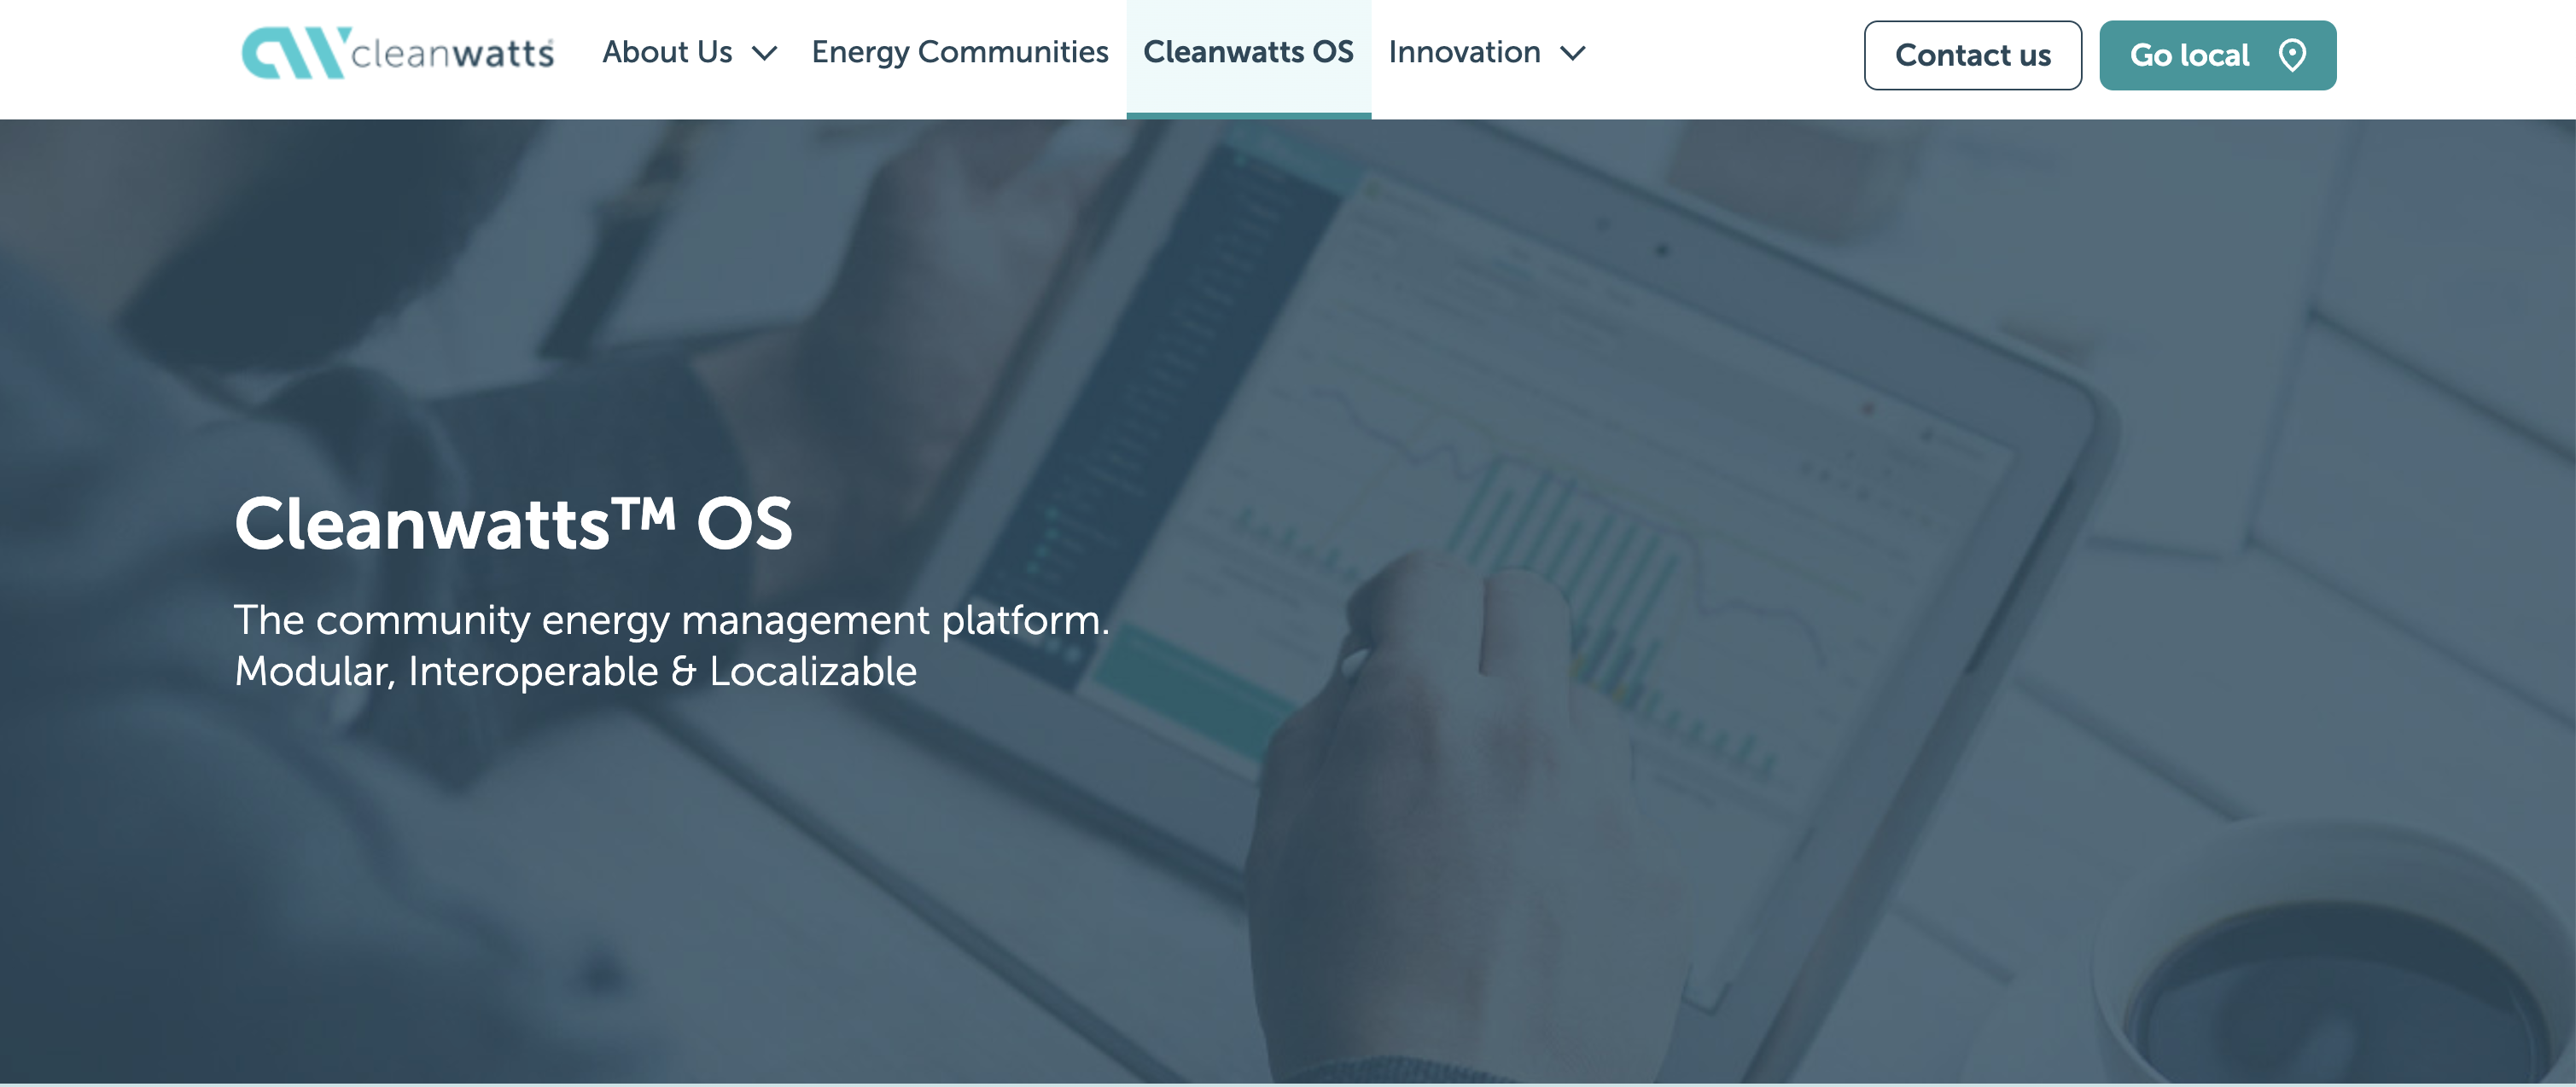 cleanwatts
About Us
Energy Communities
Cleanwatts OS
Innovation
Contact us
Go local
Cleanwatts™ OS
The community energy management platform.
Modular, Interoperable & Localizable